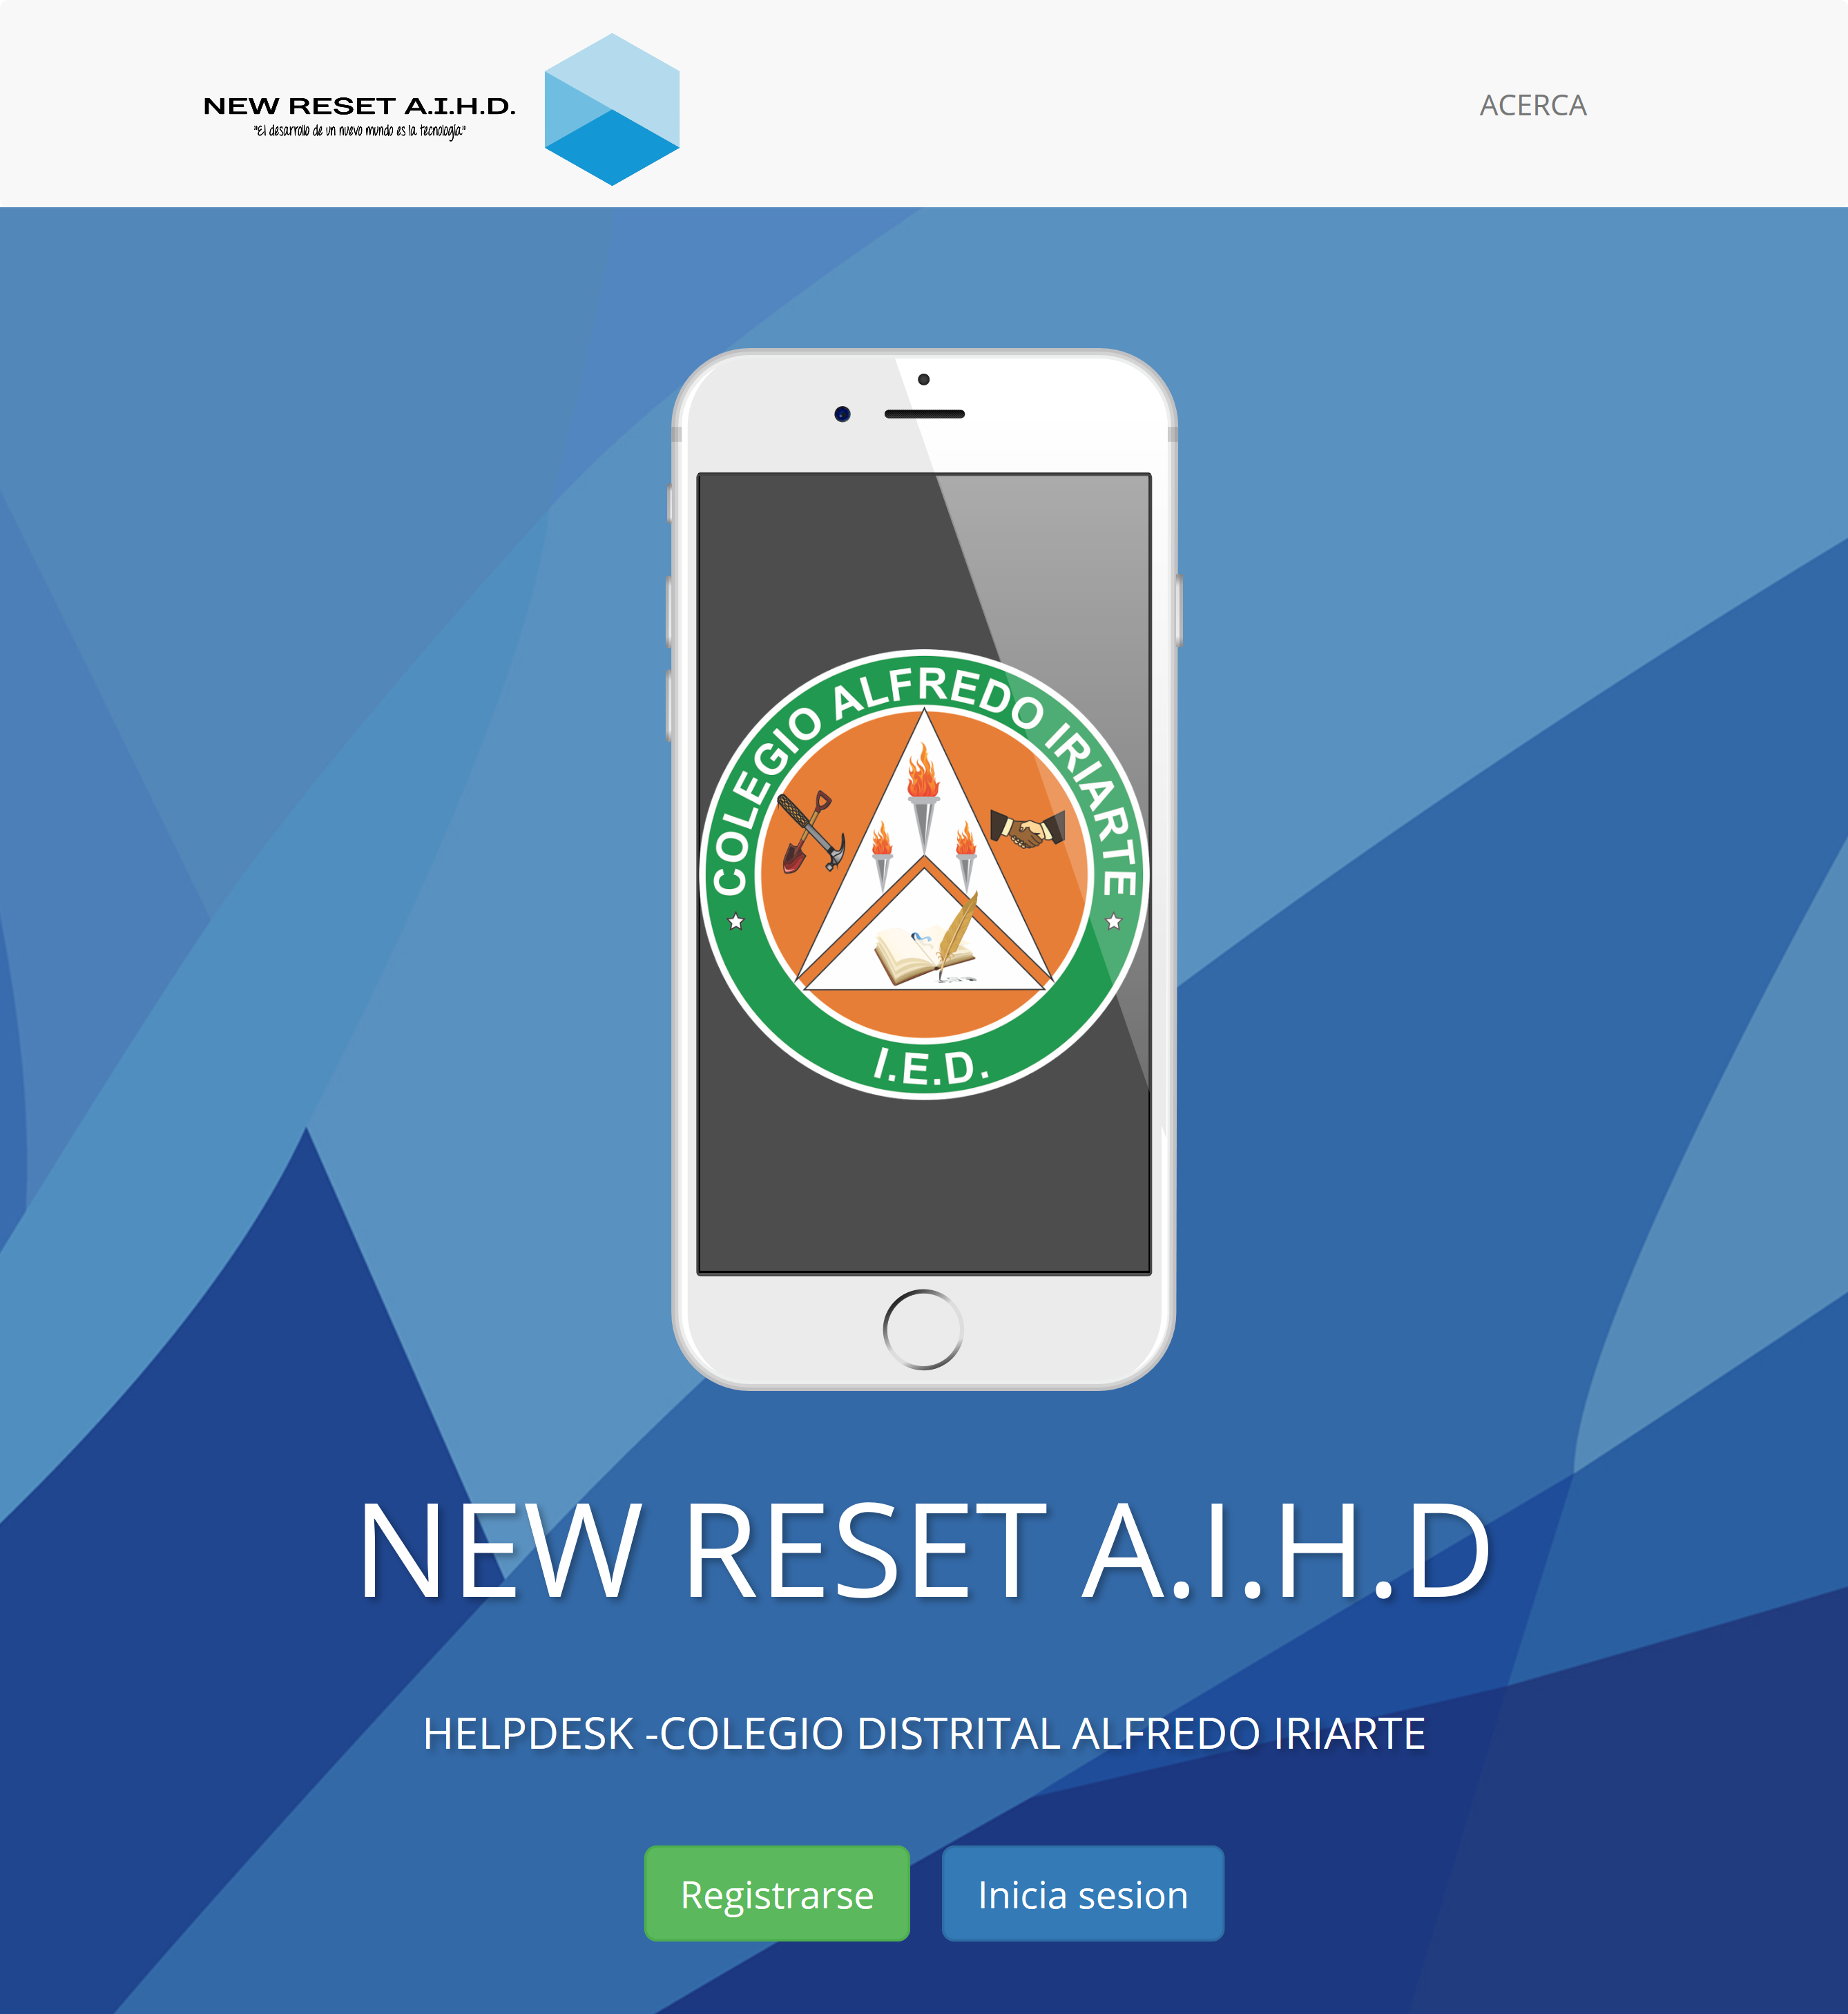 NEW RESET A.I.H.D.
"El desarrollo de un nuevo mundo es la tecnología"
ACERCA
COLEGIO ALFREDO IRIARTE
I.E.D.
NEW RESET A.I.H.D
HELPDESK -COLEGIO DISTRITAL ALFREDO IRIARTE
Registrarse
Inicia sesion